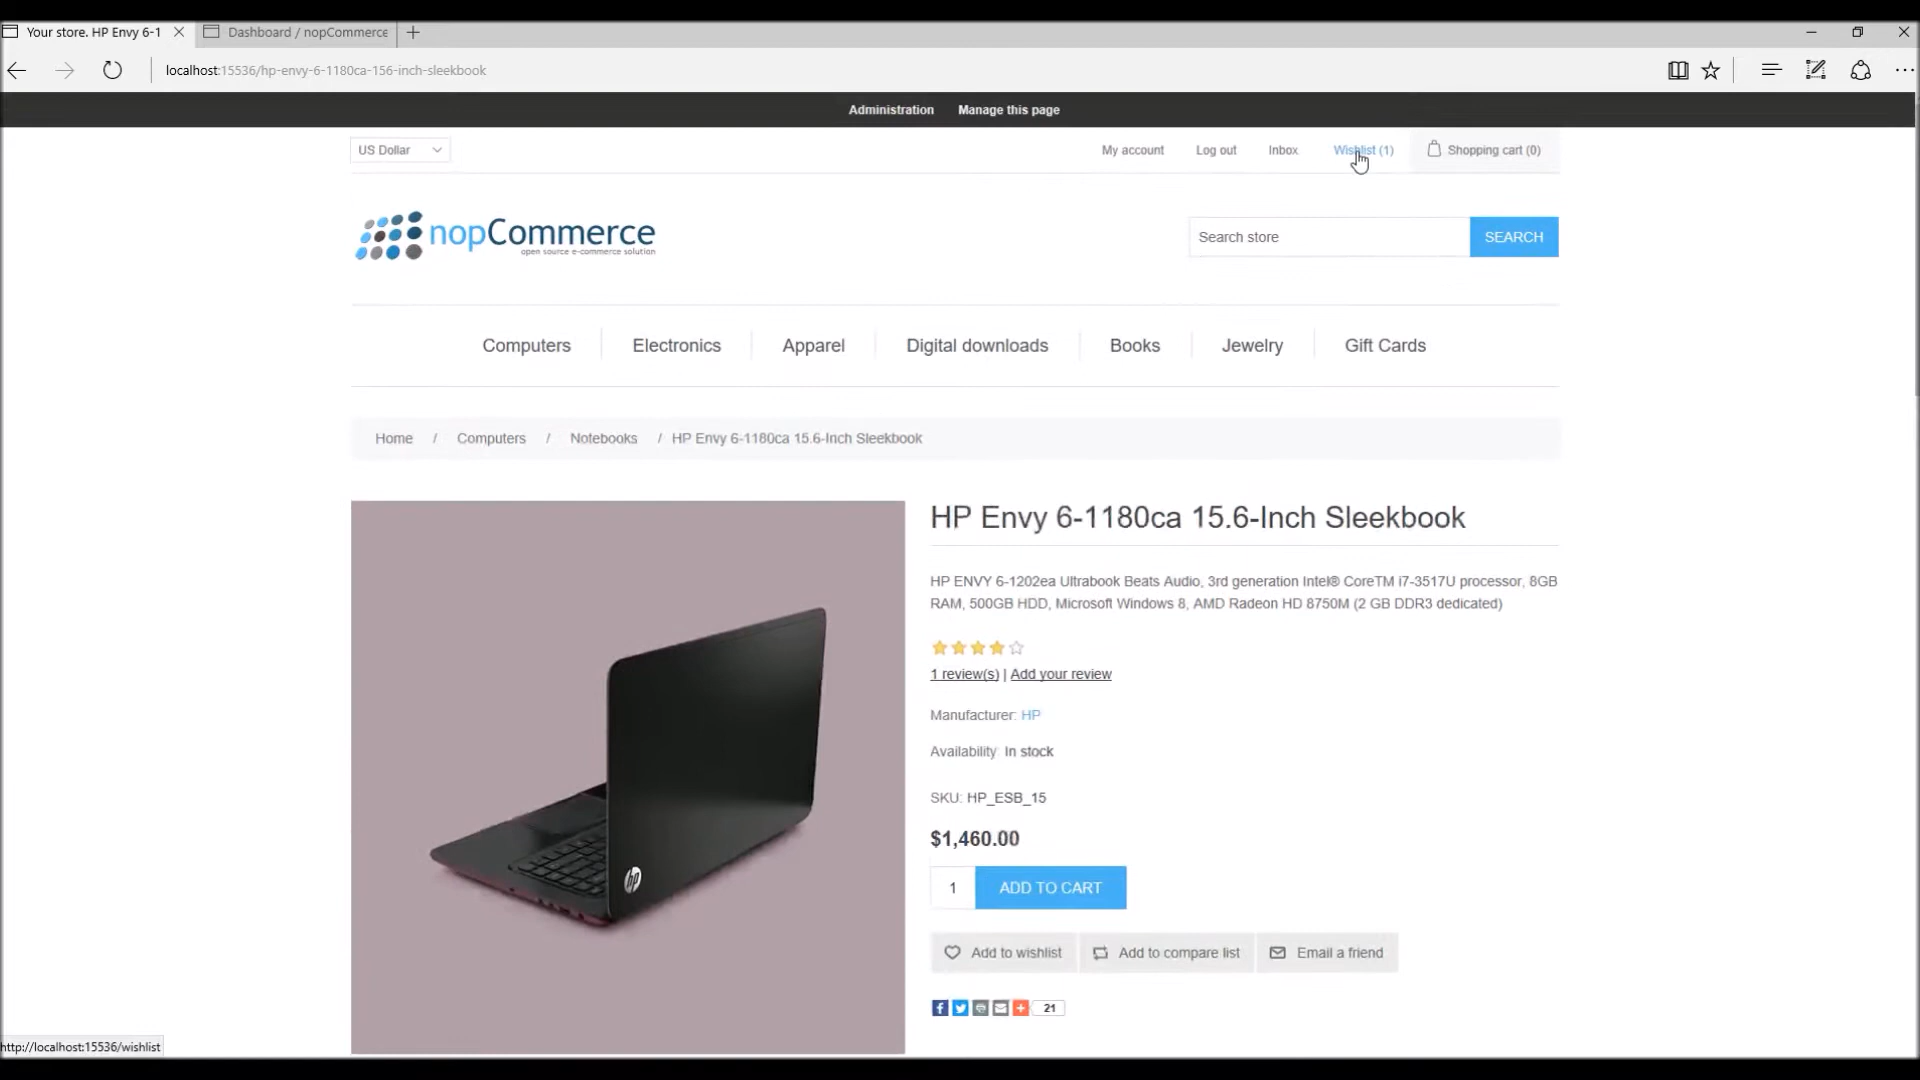 Your store. HP Envy 6-1
Dashboard / nopCommerce
localhost:15536/hp-envy-6-1180ca-156-inch-sleekbook
Administration Manage this page
US Dollar
My account Log out Inbox Wishlist (1) Shopping cart (0)
nopCommerce
open source e-commerce solution
Search store SEARCH
Computers Electronics Apparel Digital downloads Books Jewelry Gift Cards
Home / Computers / Notebooks / HP Envy 6-1180ca 15.6-Inch Sleekbook
HP Envy 6-1180ca 15.6-Inch Sleekbook
HP ENVY 6-1202ea Ultrabook Beats Audio, 3rd generation Intel® CoreTM i7-3517U processor, 8GB
RAM, 500GB HDD, Microsoft Windows 8, AMD Radeon HD 8750M (2 GB DDR3 dedicated)
1 review(s) | Add your review
Manufacturer: HP
Availability: In stock
SKU: HP_ESB_15
$1,460.00
1 ADD TO CART
Add to wishlist Add to compare list Email a friend
21
hp
http://localhost:15536/wishlist